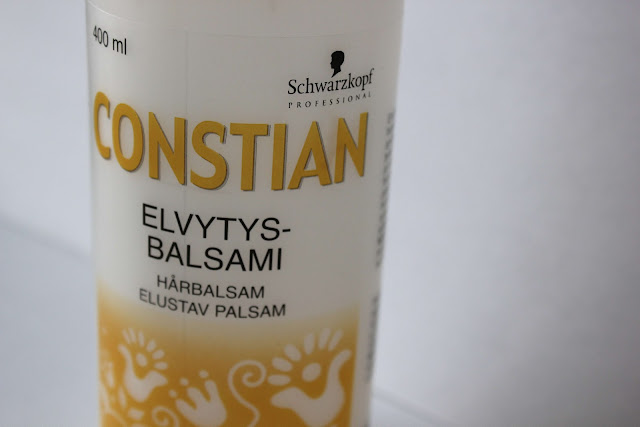 400 ml
Schwarzkopf
PROFESSIONAL
CONSTIAN
ELVYTYS-
BALSAMI
HÅRBALSAM
ELUSTAV PALSAM